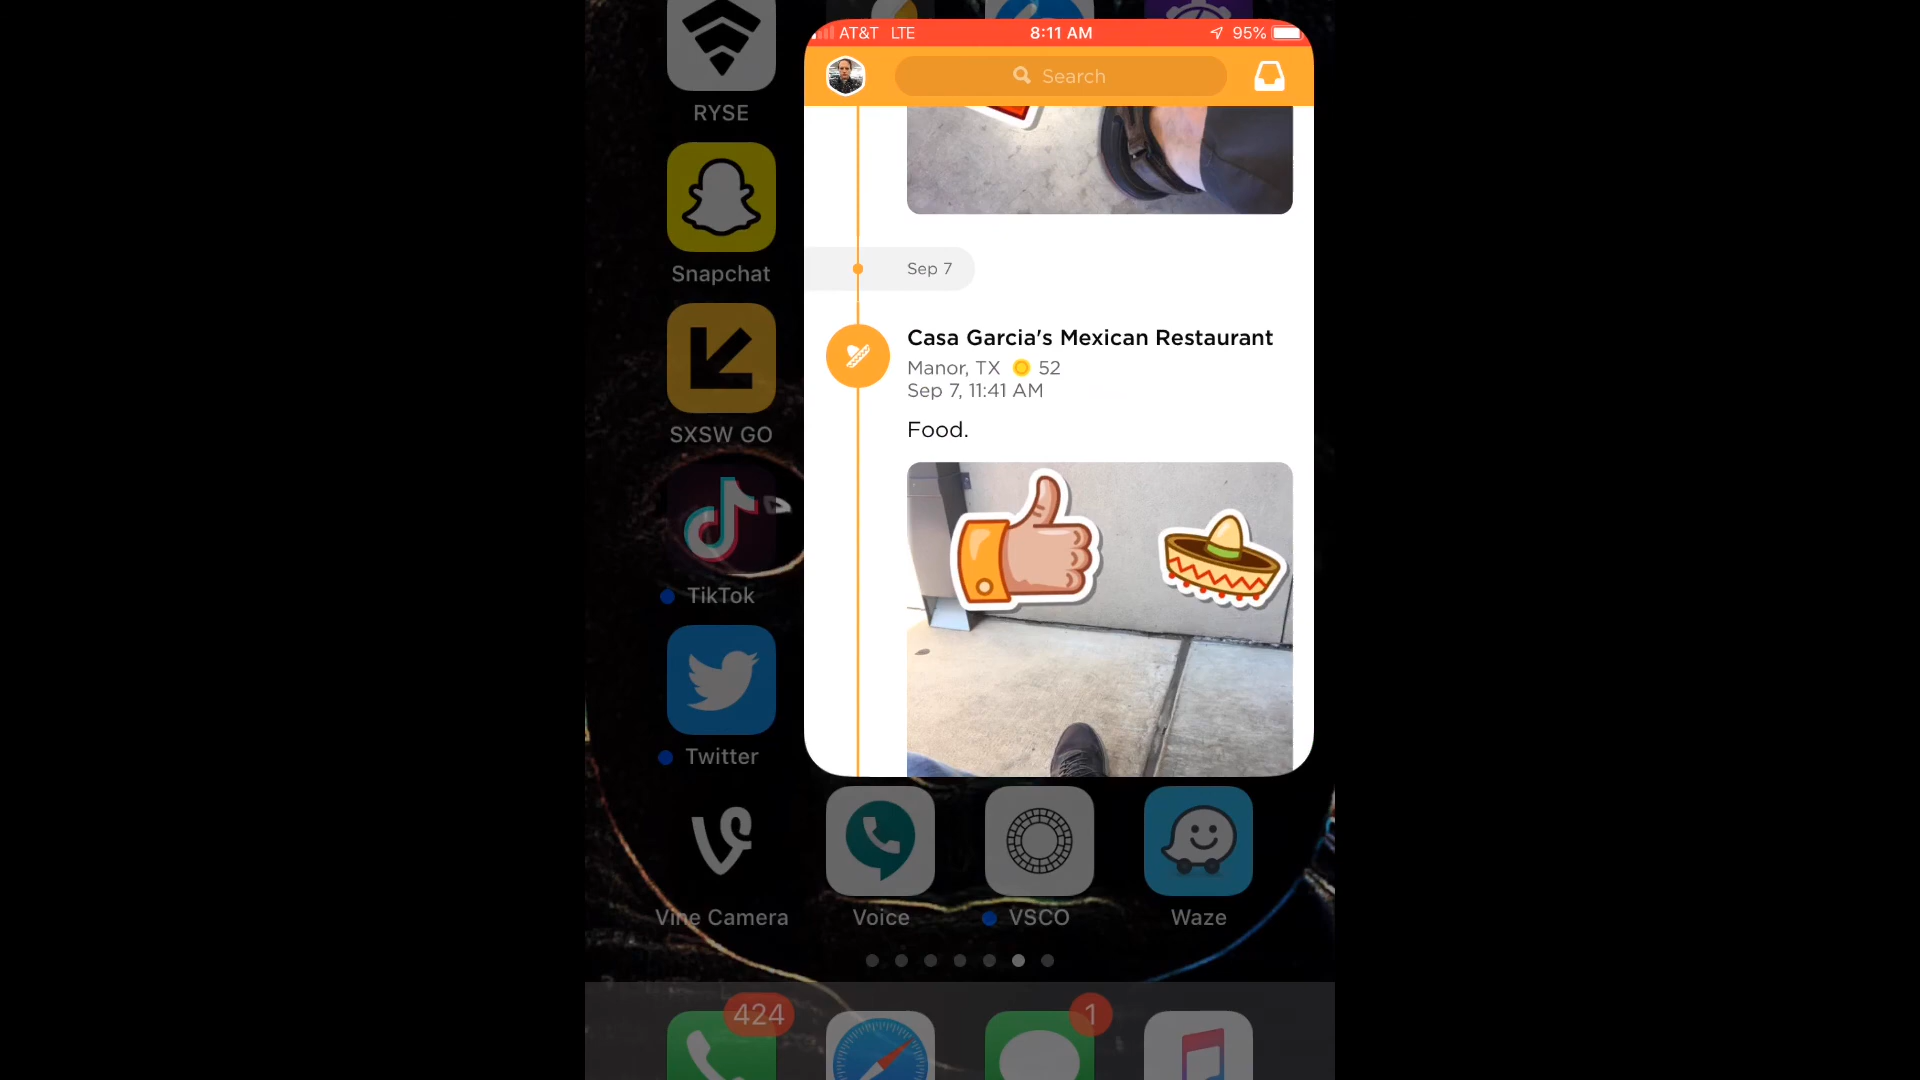 AT&T LTE 8:11 AM 95%
Search
RYSE
Snapchat
SXSW GO
TikTok
Twitter
Sep 7
Casa Garcia's Mexican Restaurant
Manor, TX 52
Sep 7, 11:41 AM
Food.
Vine Camera Voice VSCO Waze
424 1